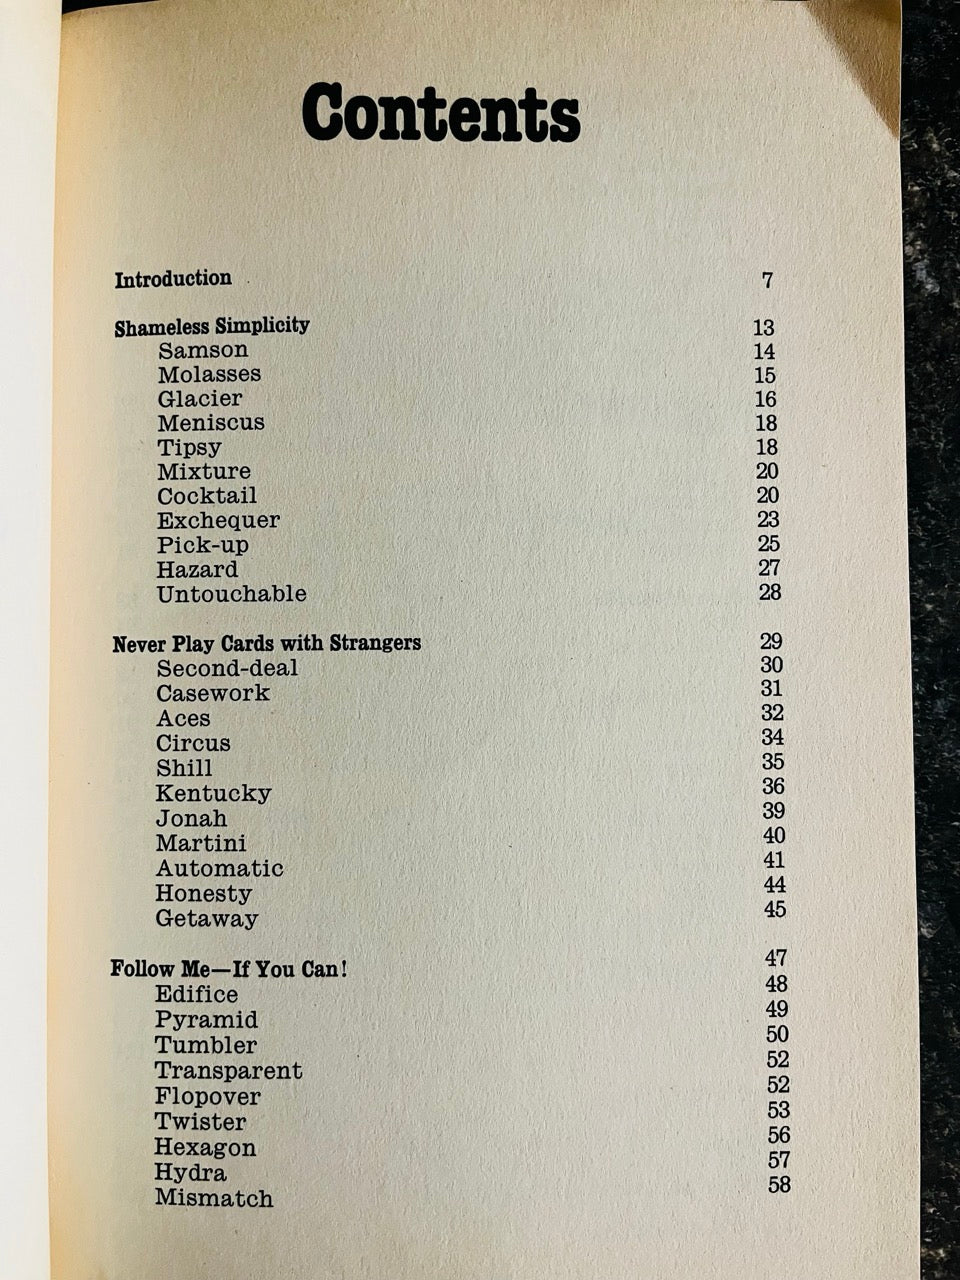 Contents
Introduction 7
Shameless Simplicity 13
Samson 14
Molasses 15
Glacier 16
Meniscus 18
Tipsy 18
Mixture 20
Cocktail 20
Exchequer 23
Pick-up 25
Hazard 27
Untouchable 28
Never Play Cards with Strangers 29
Second-deal 30
Casework 31
Aces 32
Circus 34
Shill 35
Kentucky 36
Jonah 39
Martini 40
Automatic 41
Honesty 44
Getaway 45
Follow Me—If You Can! 47
Edifice 48
Pyramid 49
Tumbler 50
Transparent 52
Flopover 52
Twister 53
Hexagon 56
Hydra 57
Mismatch 58